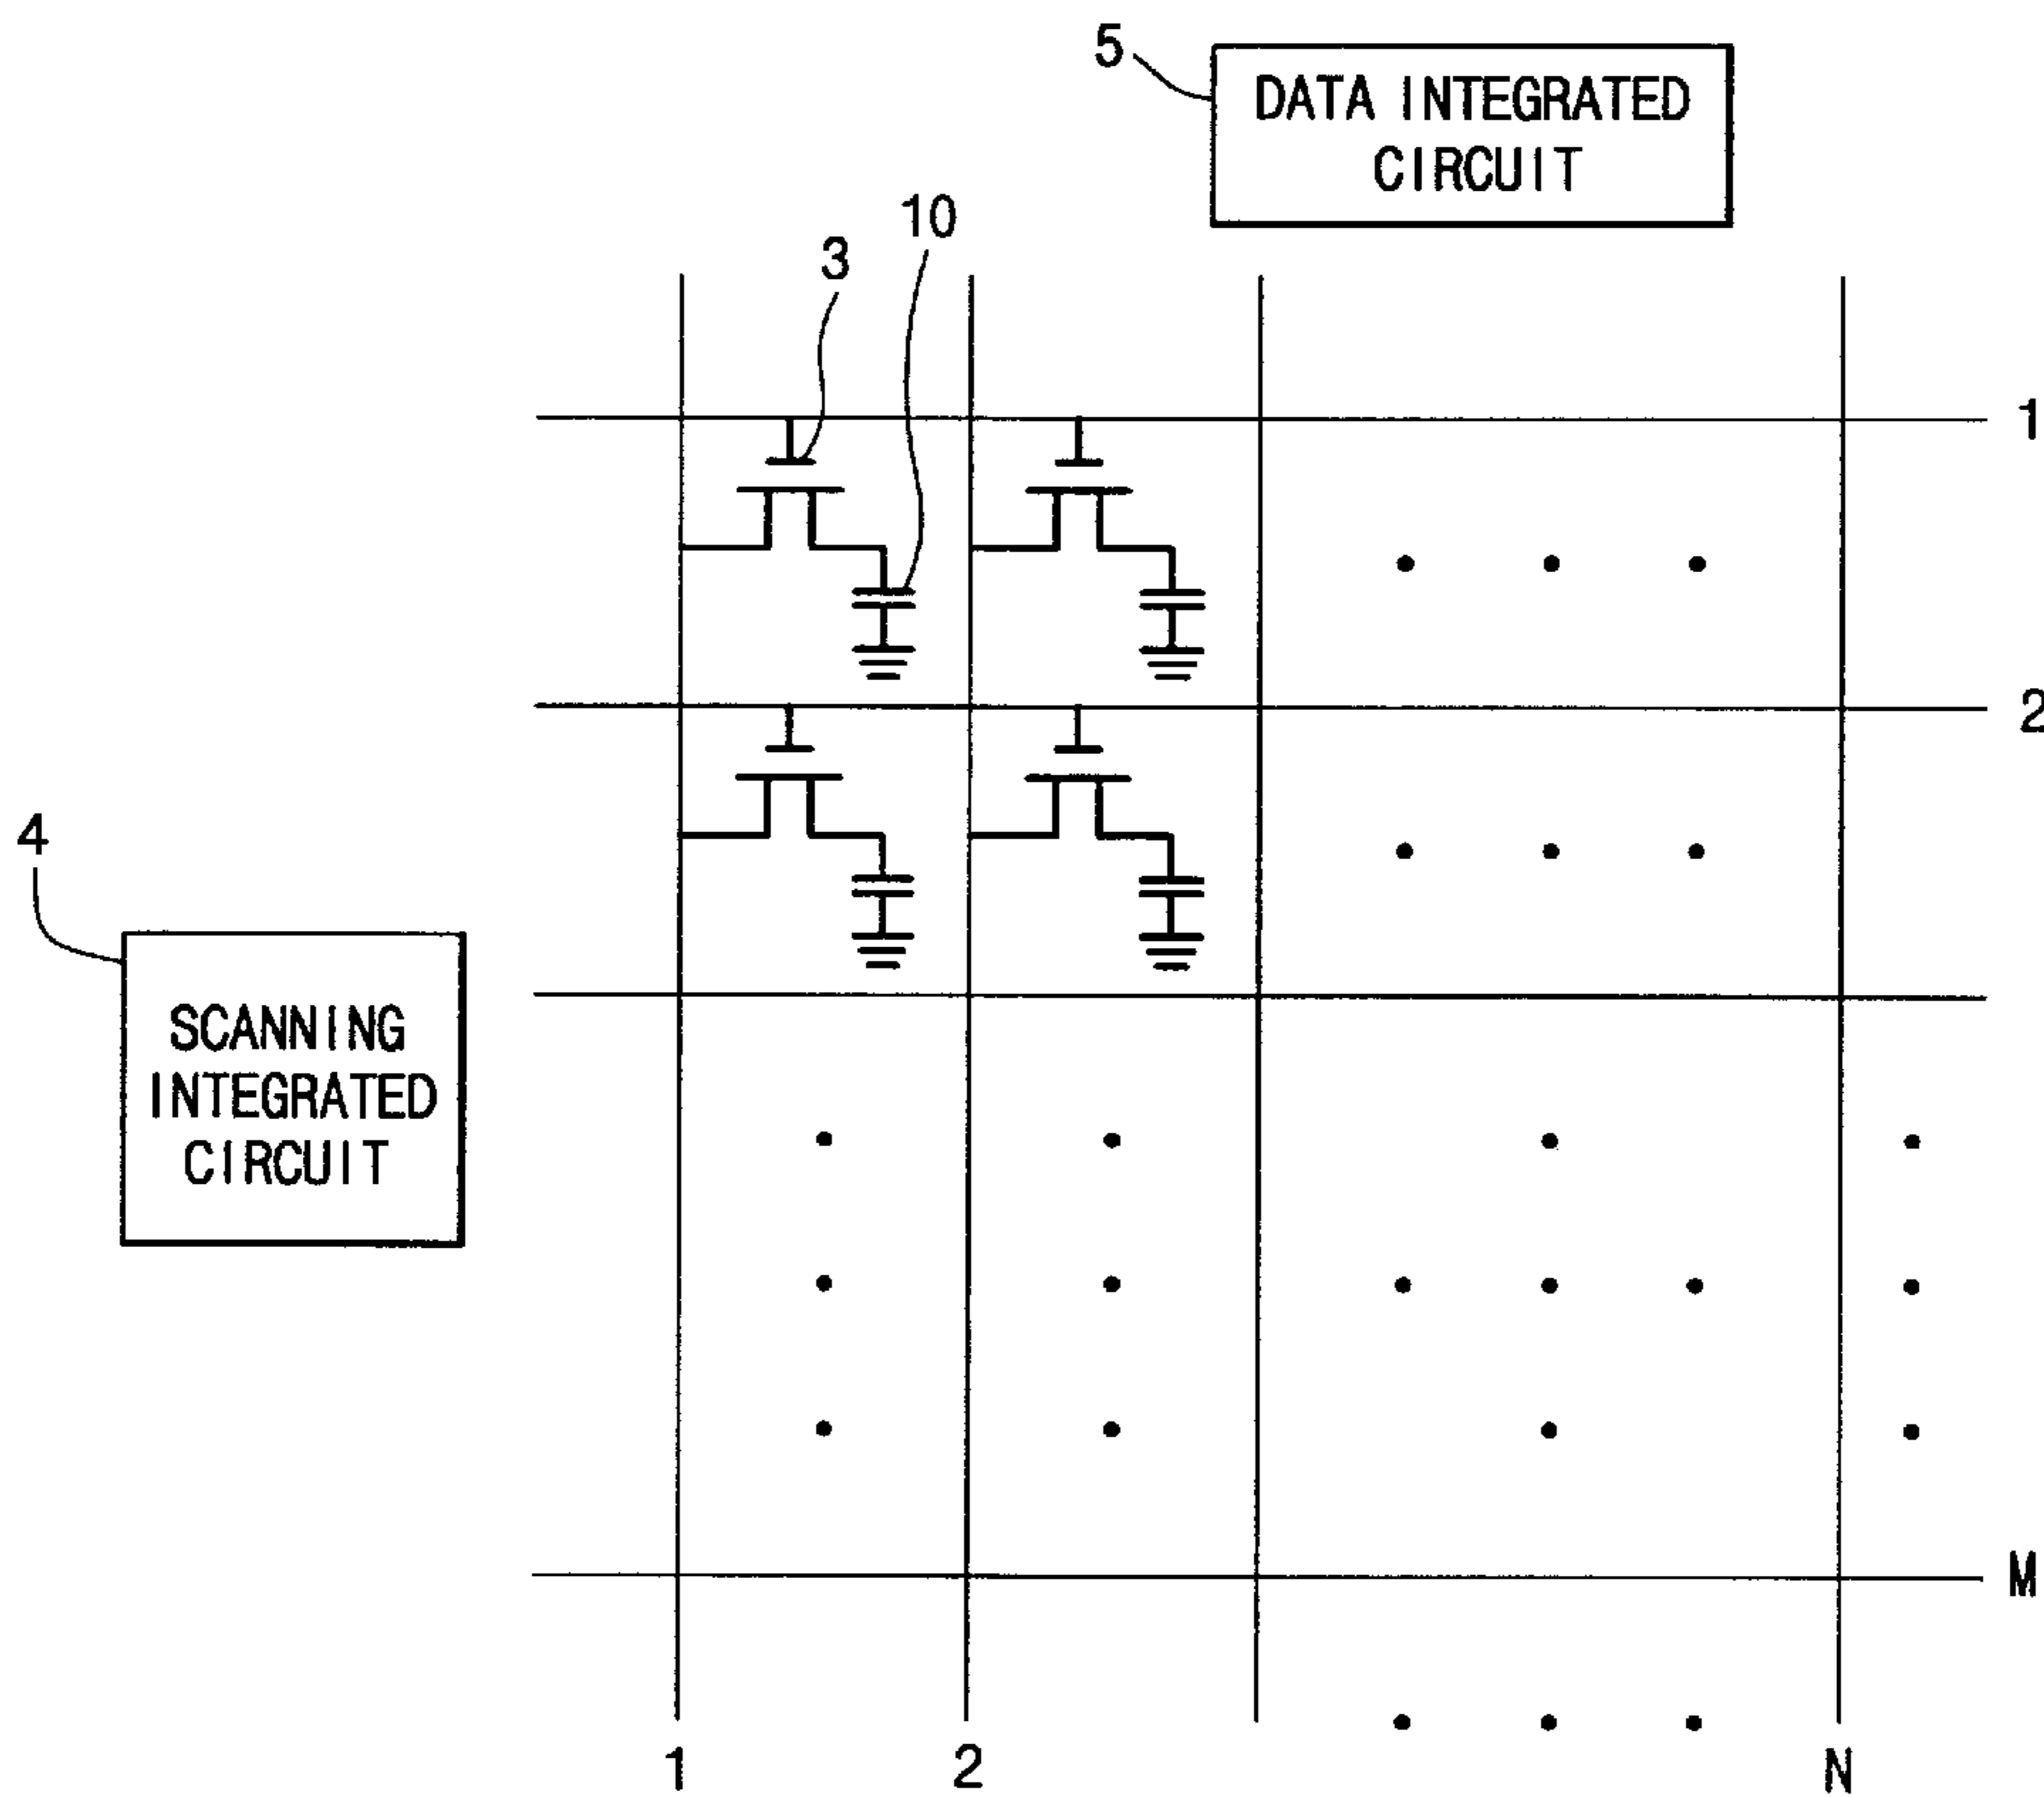 5
DATA INTEGRATED
CIRCUIT
10
3
1
2
4
SCANNING
INTEGRATED
CIRCUIT
M
1 2 N